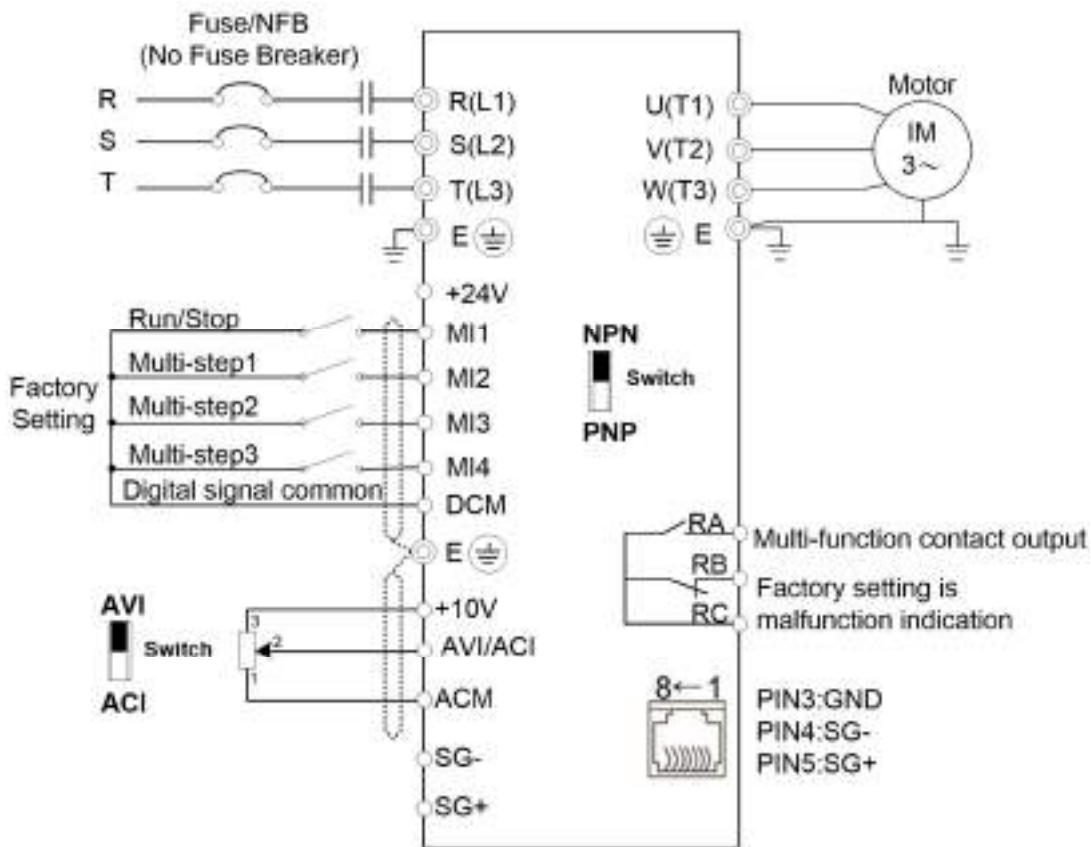 Fuse/NFB
(No Fuse Breaker)
R
R(L1)
S
S(L2)
T
T(L3)
E
U(T1)
V(T2)
W(T3)
E
Motor
IM
3~
+24V
Run/Stop
MI1
Multi-step1
MI2
Factory
Setting
Multi-step2
MI3
Multi-step3
MI4
Digital signal common
DCM
E
NPN
Switch
PNP
RA
Multi-function contact output
RB
Factory setting is
RC
malfunction indication
AVI
Switch
ACI
3
2
1
+10V
AVI/ACI
ACM
SG-
SG+
8←1
PIN3:GND
PIN4:SG-
PIN5:SG+